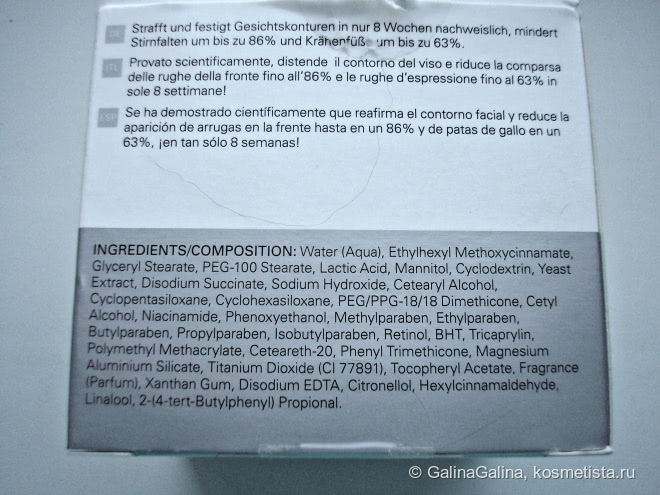 DE Strafft und festigt Gesichtskonturen in nur 8 Wochen nachweislich, mindert
Stirnfalten um bis zu 86% und Krähenfüße um bis zu 63%.
ITL Provato scientificamente, distende il contorno del viso e riduce la comparsa
delle rughe della fronte fino all'86% e le rughe d'espressione fino al 63% in
sole 8 settimane!
ESP Se ha demostrado científicamente que reafirma el contorno facial y reduce la
aparición de arrugas en la frente hasta en un 86% y de patas de gallo en un
63%, ¡en tan sólo 8 semanas!
INGREDIENTS/COMPOSITION: Water (Aqua), Ethylhexyl Methoxycinnamate,
Glyceryl Stearate, PEG-100 Stearate, Lactic Acid, Mannitol, Cyclodextrin, Yeast
Extract, Disodium Succinate, Sodium Hydroxide, Cetearyl Alcohol,
Cyclopentasiloxane, Cyclohexasiloxane, PEG/PPG-18/18 Dimethicone, Cetyl
Alcohol, Niacinamide, Phenoxyethanol, Methylparaben, Ethylparaben,
Butylparaben, Propylparaben, Isobutylparaben, Retinol, BHT, Tricaprylin,
Polymethyl Methacrylate, Ceteareth-20, Phenyl Trimethicone, Magnesium
Aluminium Silicate, Titanium Dioxide (CI 77891), Tocopheryl Acetate, Fragrance
(Parfum), Xanthan Gum, Disodium EDTA, Citronellol, Hexylcinnamaldehyde,
Linalool, 2-(4-tert-Butylphenyl) Propional.
© GalinaGalina, kosmetista.ru